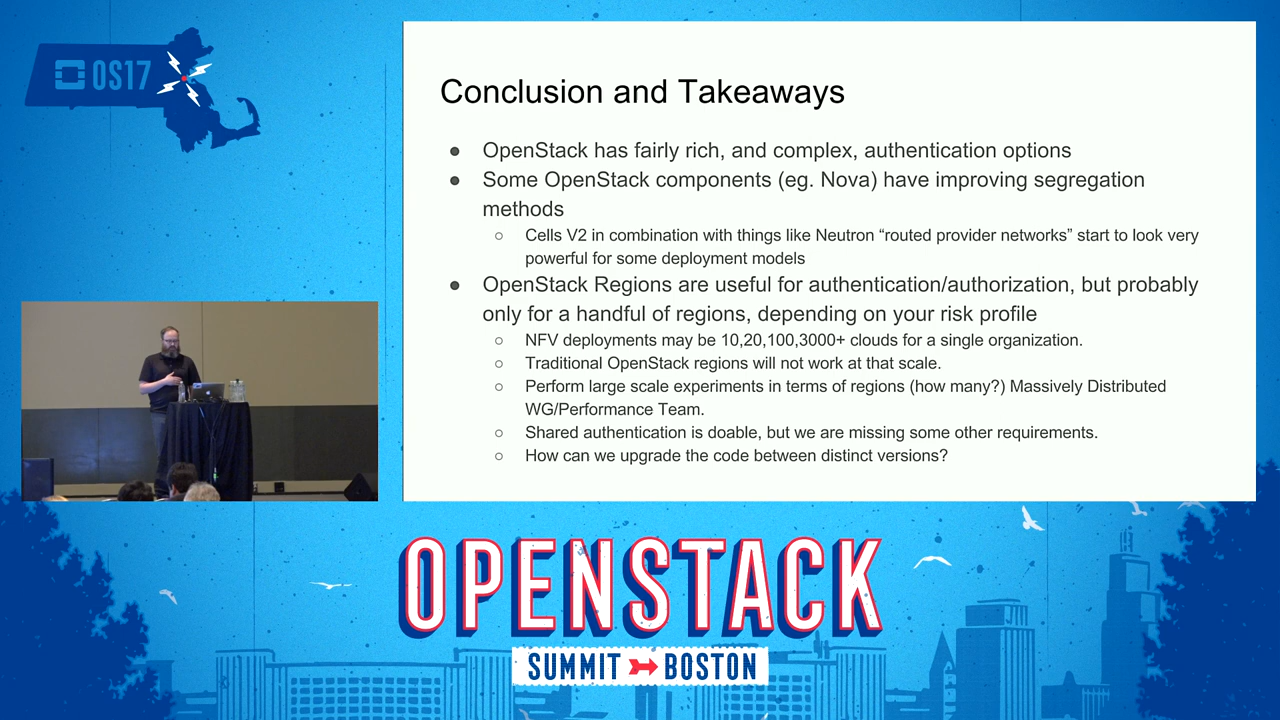 OS17
Conclusion and Takeaways
● OpenStack has fairly rich, and complex, authentication options
● Some OpenStack components (eg. Nova) have improving segregation
methods
○ Cells V2 in combination with things like Neutron “routed provider networks” start to look very
powerful for some deployment models
● OpenStack Regions are useful for authentication/authorization, but probably
only for a handful of regions, depending on your risk profile
○ NFV deployments may be 10,20,100,3000+ clouds for a single organization.
○ Traditional OpenStack regions will not work at that scale.
○ Perform large scale experiments in terms of regions (how many?) Massively Distributed
WG/Performance Team.
○ Shared authentication is doable, but we are missing some other requirements.
○ How can we upgrade the code between distinct versions?
OPENSTACK
SUMMIT BOSTON